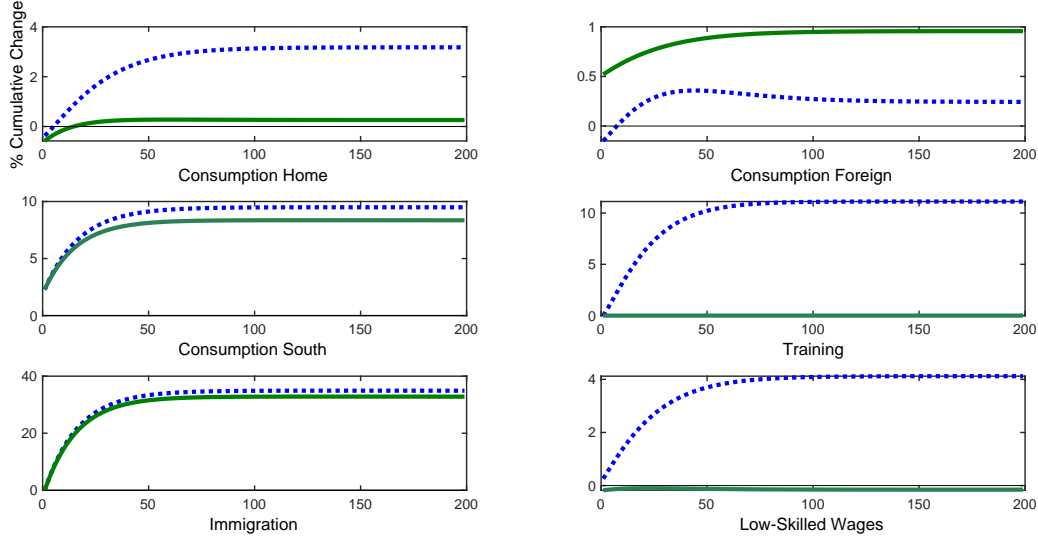 % Cumulative Change
4
2
0
0 50 100 150 200
Consumption Home
1
0.5
0
0 50 100 150 200
Consumption Foreign
10
5
0
0 50 100 150 200
Consumption South
10
5
0
0 50 100 150 200
Training
40
20
0
0 50 100 150 200
Immigration
4
2
0
0 50 100 150 200
Low-Skilled Wages